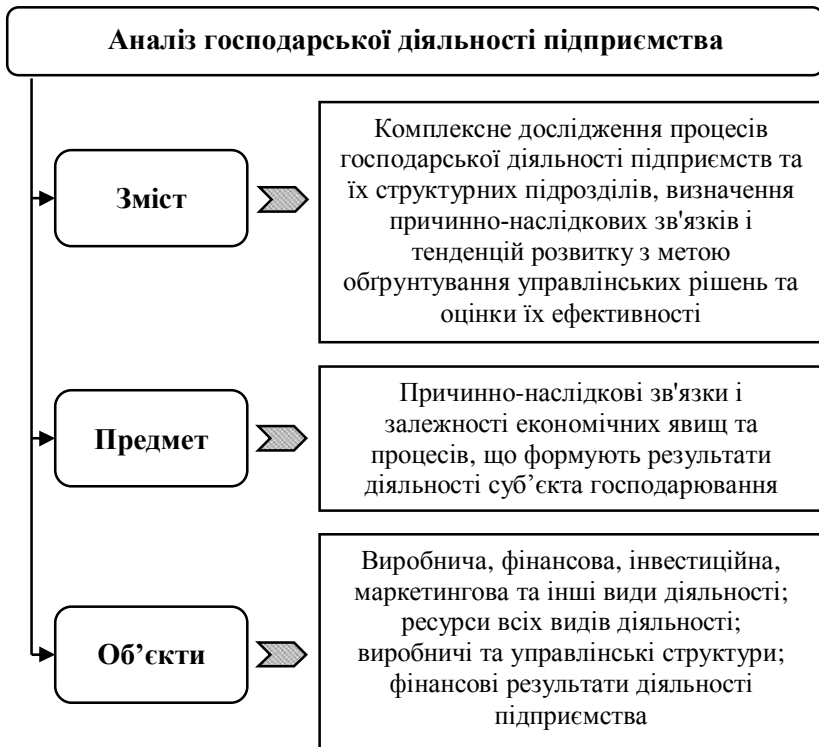 Аналіз господарської діяльності підприємства
Зміст
Комплексне дослідження процесів
господарської діяльності підприємств та
їх структурних підрозділів, визначення
причинно-наслідкових зв'язків і
тенденцій розвитку з метою
обґрунтування управлінських рішень та
оцінки їх ефективності
Предмет
Причинно-наслідкові зв'язки і
залежності економічних явищ та
процесів, що формують результати
діяльності суб’єкта господарювання
Об’єкти
Виробнича, фінансова, інвестиційна,
маркетингова та інші види діяльності;
ресурси всіх видів діяльності;
виробничі та управлінські структури;
фінансові результати діяльності
підприємства